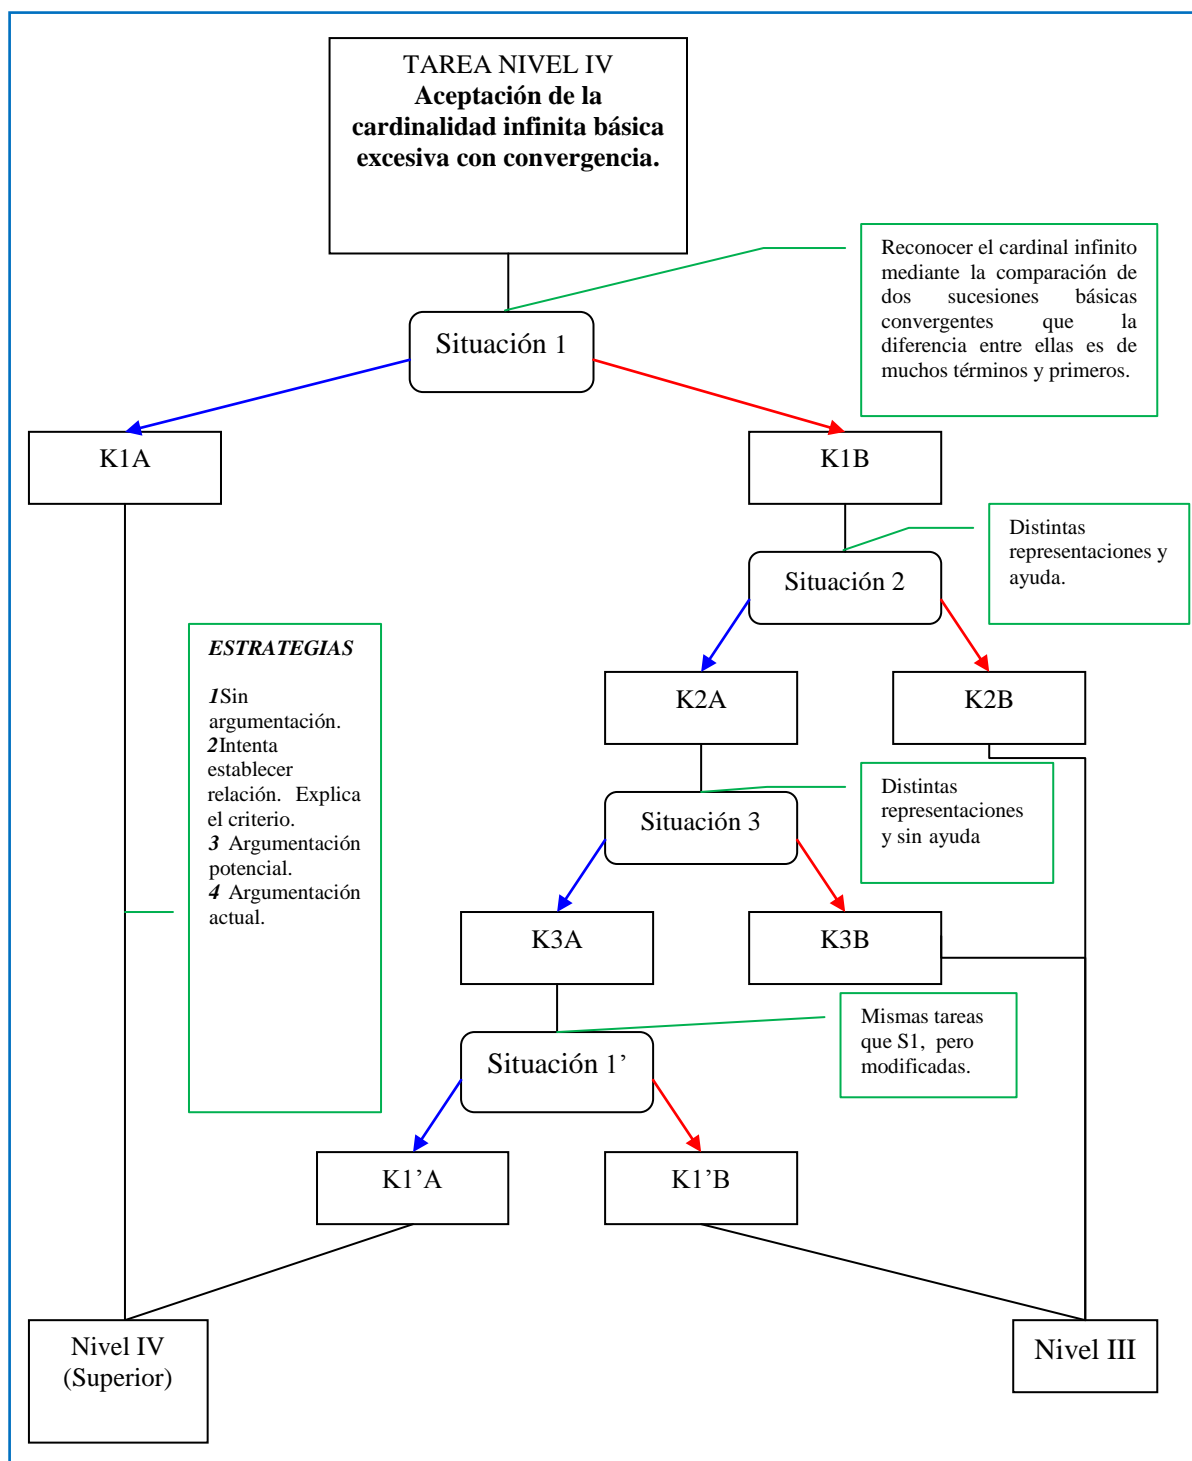 TAREA NIVEL IV
Aceptación de la
cardinalidad infinita básica
excesiva con convergencia.
Reconocer el cardinal infinito
mediante la comparación de
dos sucesiones básicas
convergentes que la
diferencia entre ellas es de
muchos términos y primeros.
Situación 1
K1A
K1B
Distintas
representaciones y
ayuda.
Situación 2
ESTRATEGIAS
1Sin
argumentación.
2Intenta
establecer
relación. Explica
el criterio.
3 Argumentación
potencial.
4 Argumentación
actual.
K2A
K2B
Distintas
representaciones
y sin ayuda
Situación 3
K3A
K3B
Mismas tareas
que S1, pero
modificadas.
Situación 1’
K1’A
K1’B
Nivel IV
(Superior)
Nivel III